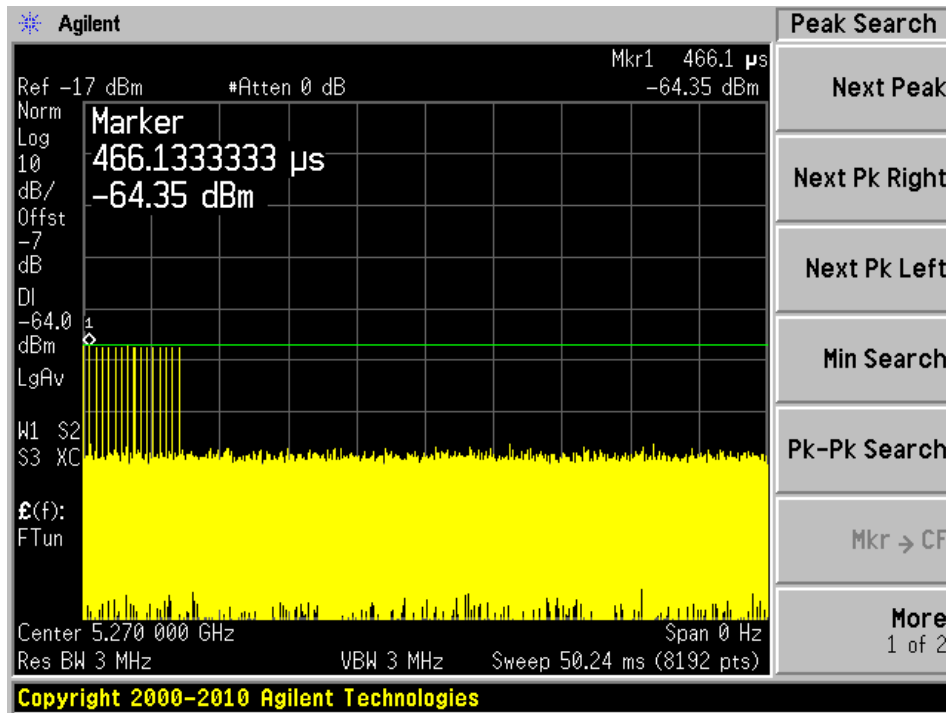 Agilent
Peak Search
Mkr1 466.1 µs
Ref -17 dBm #Atten 0 dB -64.35 dBm
Norm
Log
10
dB/
Offst
-7
dB
DI
-64.0
dBm
LgAv
W1 S2
S3 XC
£(f):
FTun
Marker
466.1333333 µs
-64.35 dBm
1
Center 5.270 000 GHz Span 0 Hz
Res BW 3 MHz VBW 3 MHz Sweep 50.24 ms (8192 pts)
Copyright 2000-2010 Agilent Technologies
Next Peak
Next Pk Right
Next Pk Left
Min Search
Pk-Pk Search
Mkr → CF
More
1 of 2